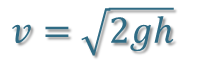 v = √2gh